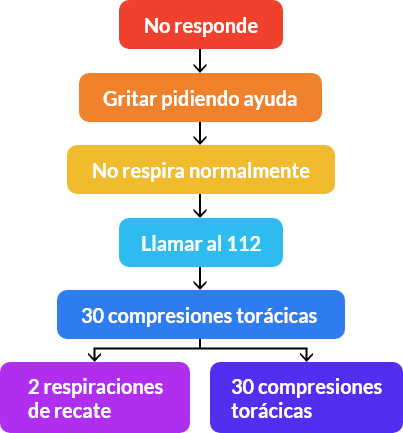 No responde
Gritar pidiendo ayuda
No respira normalmente
Llamar al 112
30 compresiones torácicas
2 respiraciones
de recate
30 compresiones
torácicas